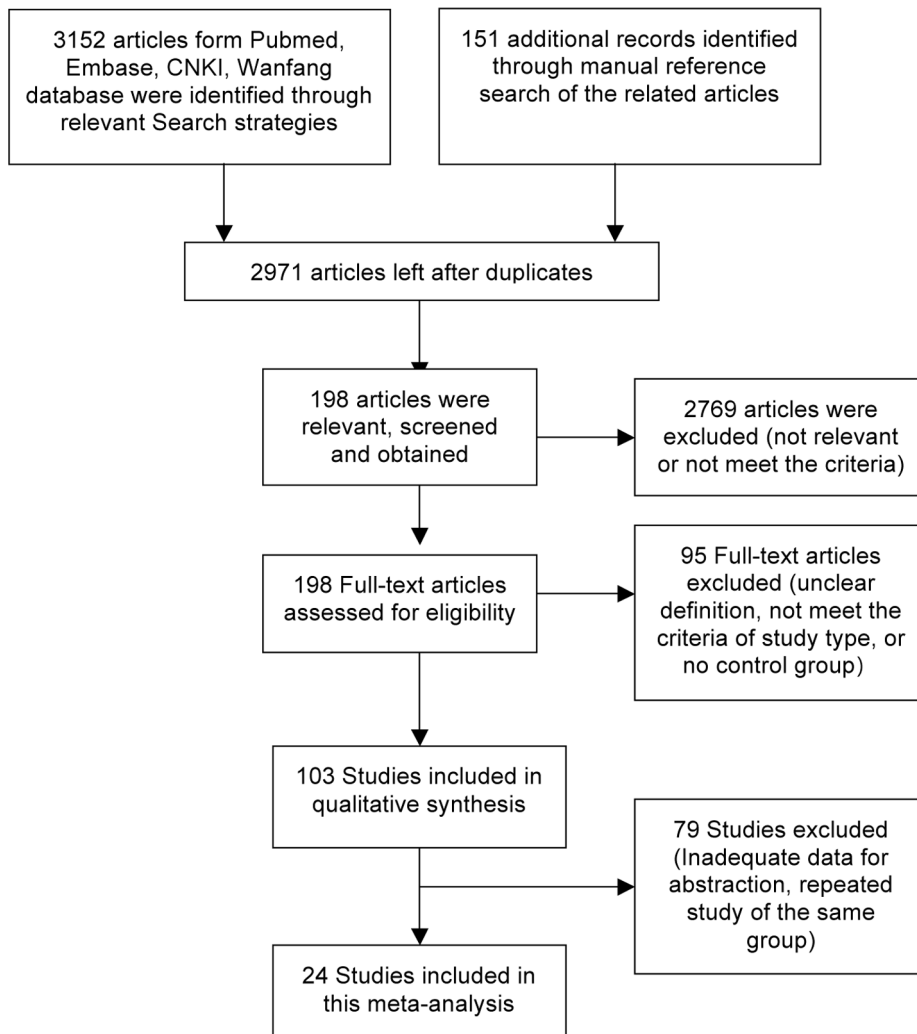 3152 articles form Pubmed,
Embase, CNKI, Wanfang
database were identified through
relevant Search strategies
151 additional records identified
through manual reference
search of the related articles
2971 articles left after duplicates
198 articles were
relevant, screened
and obtained
2769 articles were
excluded (not relevant
or not meet the criteria)
198 Full-text articles
assessed for eligibility
95 Full-text articles
excluded (unclear
definition, not meet the
criteria of study type, or
no control group)
103 Studies included in
qualitative synthesis
79 Studies excluded
(Inadequate data for
abstraction, repeated
study of the same
group)
24 Studies included in
this meta-analysis